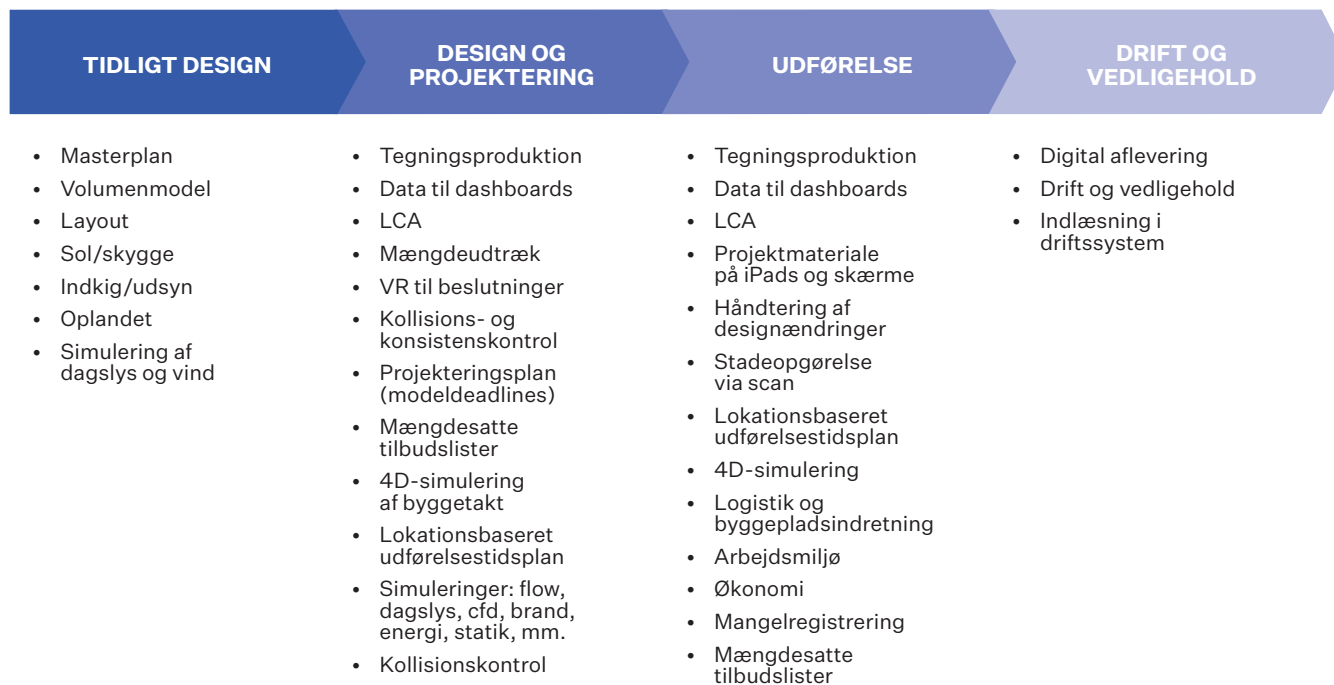 TIDLIGT DESIGN
DESIGN OG
PROJEKTERING
UDFØRELSE
DRIFT OG
VEDLIGEHOLD
• Masterplan
• Volumenmodel
• Layout
• Sol/skygge
• Indkig/udsyn
• Oplandet
• Simulering af
dagslys og vind
• Tegningsproduktion
• Data til dashboards
• LCA
• Mængdeudtræk
• VR til beslutninger
• Kollisions- og
konsistenskontrol
• Projekteringsplan
(modeldeadlines)
• Mængdesatte
tilbudslister
• 4D-simulering
af byggetakt
• Lokationsbaseret
udførelsestidsplan
• Simuleringer: flow,
dagslys, cfd, brand,
energi, statik, mm.
• Kollisionskontrol
• Tegningsproduktion
• Data til dashboards
• LCA
• Projektmateriale
på iPads og skærme
• Håndtering af
designændringer
• Stadeopgørelse
via scan
• Lokationsbaseret
udførelsestidsplan
• 4D-simulering
• Logistik og
byggepladsindretning
• Arbejdsmiljø
• Økonomi
• Mangelregistrering
• Mængdesatte
tilbudslister
• Digital aflevering
• Drift og vedligehold
• Indlæsning i
driftssystem